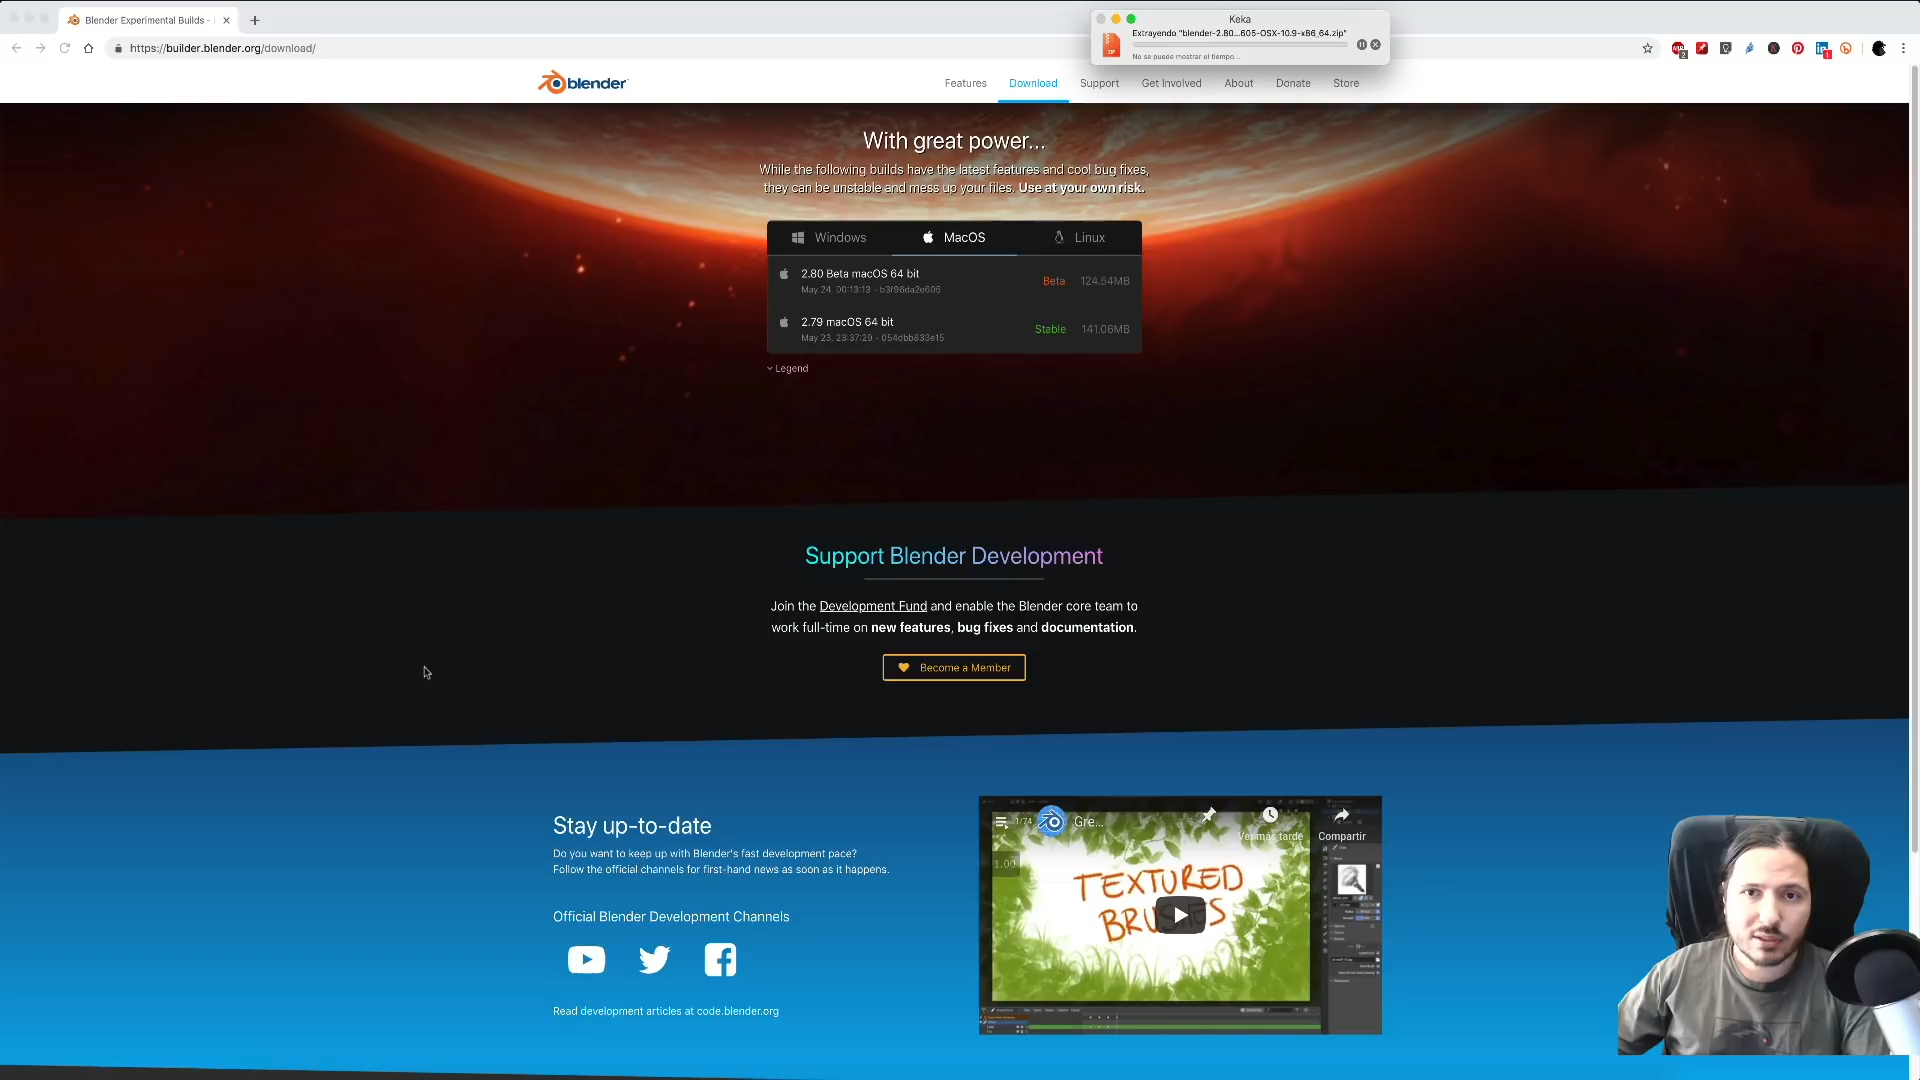 Blender Experimental Builds -
Keka
Extrayendo "blender-2.80...605-OSX-10.9-x86_64.zip"
No se puede mostrar el tiempo...
ZIP
https://builder.blender.org/download/
2
1
blender
Features
Download
Support
Get Involved
About
Donate
Store
With great power...
While the following builds have the latest features and cool bug fixes,
they can be unstable and mess up your files. Use at your own risk.
Windows
MacOS
Linux
2.80 Beta macOS 64 bit
Beta
124.54MB
May 24, 00:13:13 - b3f96da2e605
2.79 macOS 64 bit
Stable
141.06MB
May 23, 23:37:29 - 054dbb833e15
Legend
Support Blender Development
Join the Development Fund and enable the Blender core team to
work full-time on new features, bug fixes and documentation.
Become a Member
Stay up-to-date
Do you want to keep up with Blender's fast development pace?
Follow the official channels for first-hand news as soon as it happens.
Official Blender Development Channels
Read development articles at code.blender.org
1/74
Gre...
Ver más tarde
Compartir
1.00
TEXTURED
BRUSHES